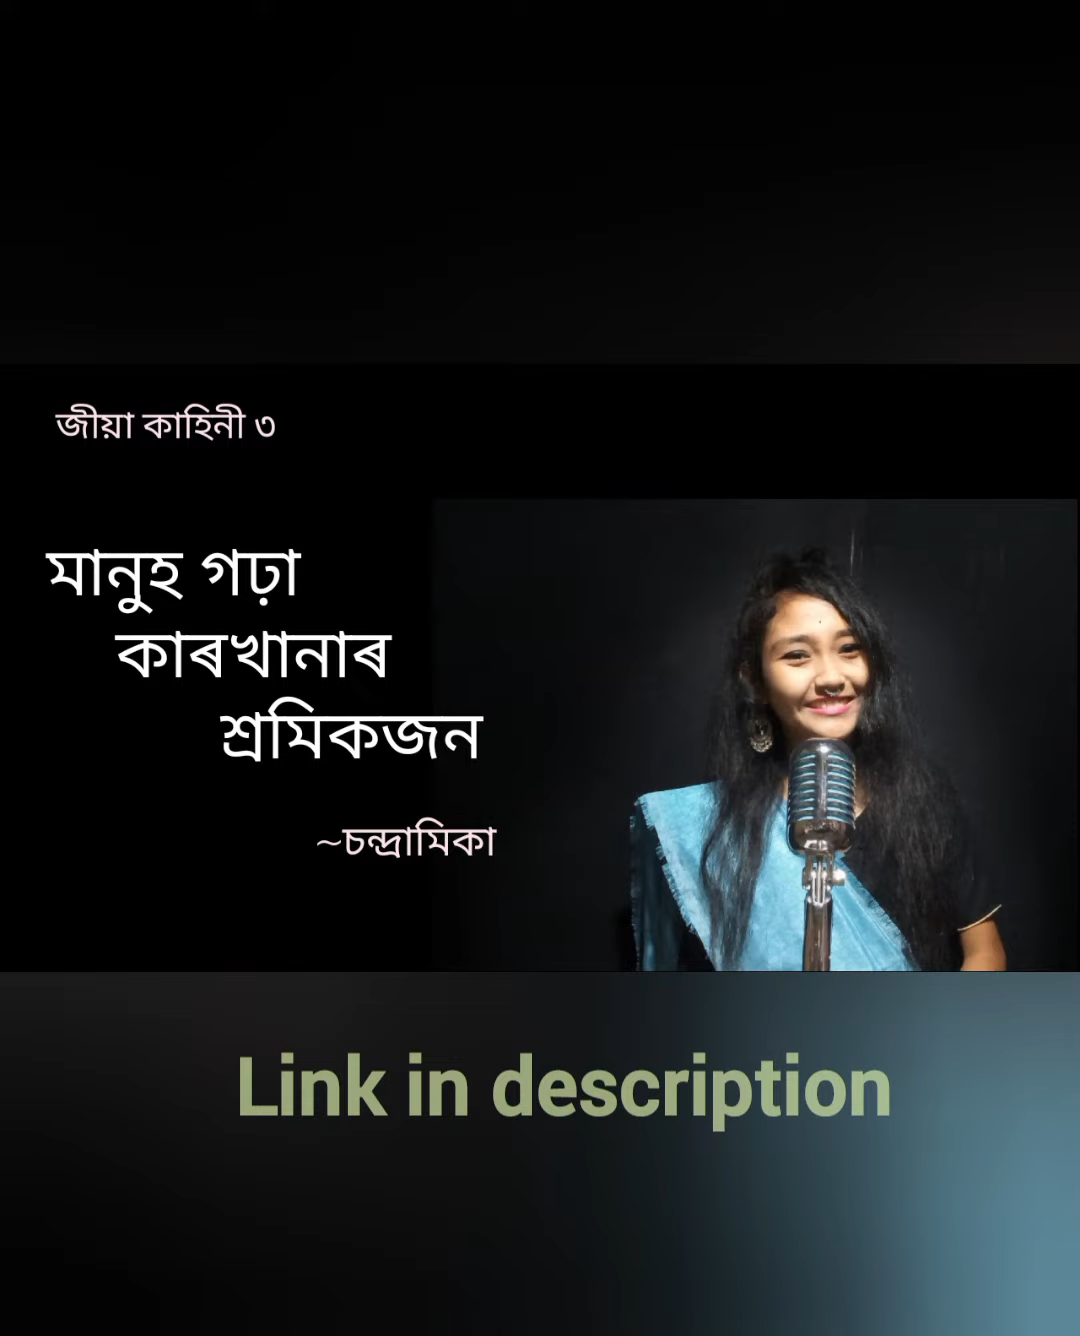 জীয়া কাহিনী ৩
মানুহ গঢ়া
কাৰখানাৰ
শ্ৰমিকজন
~চন্দ্ৰামিকা
Link in description